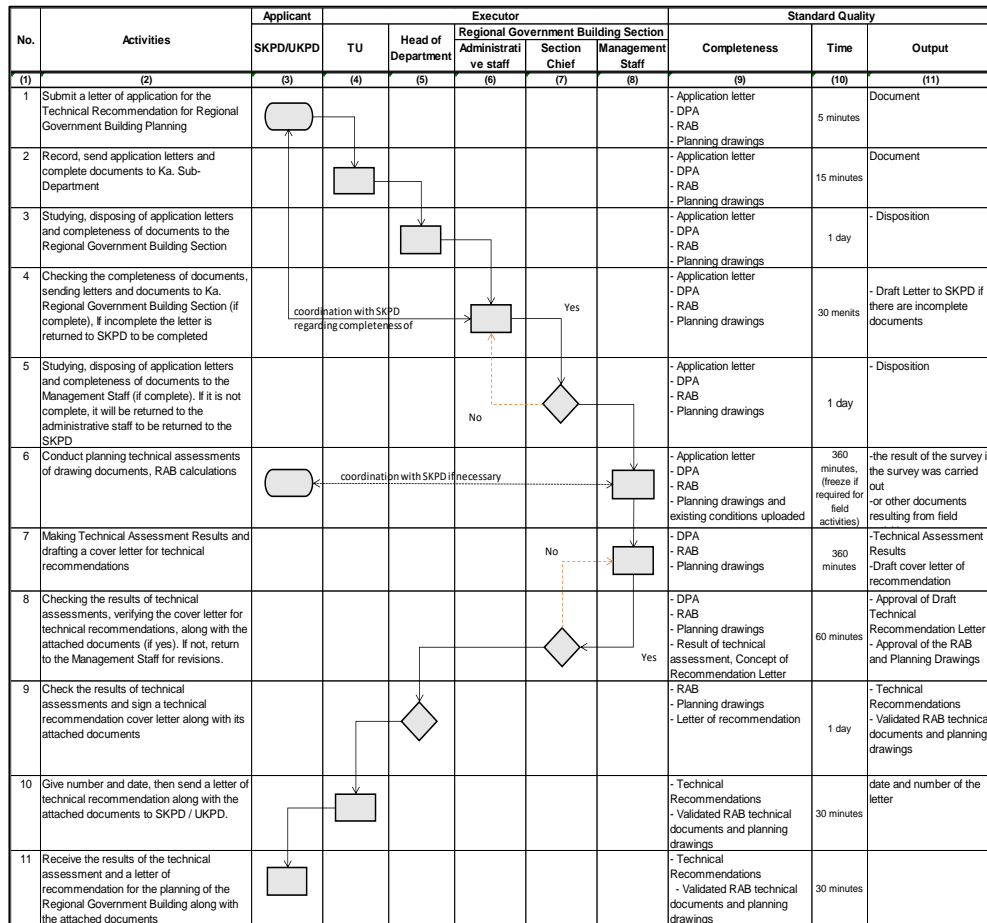 Applicant
Executor
Standard Quality
No.
Activities
SKPD/UKPD
TU
Head of
Department
Regional Government Building Section
Administrati
ve staff
Section
Chief
Management
Staff
Completeness
Time
Output
(1) (2) (3) (4) (5) (6) (7) (8) (9) (10) (11)
1
Submit a letter of application for the
Technical Recommendation for Regional
Government Building Planning
- Application letter
- DPA
- RAB
- Planning drawings
5 minutes
Document
2
Record, send application letters and
complete documents to Ka. Sub-
Department
- Application letter
- DPA
- RAB
- Planning drawings
15 minutes
Document
3
Studying, disposing of application letters
and completeness of documents to the
Regional Government Building Section
- Application letter
- DPA
- RAB
- Planning drawings
1 day
- Disposition
4
Checking the completeness of documents,
sending letters and documents to Ka.
Regional Government Building Section (if
complete), If incomplete the letter is
returned to SKPD to be completed
coordination with SKPD
regarding completeness of
Yes
- Application letter
- DPA
- RAB
- Planning drawings
30 menits
- Draft Letter to SKPD if
there are incomplete
documents
5
Studying, disposing of application letters
and completeness of documents to the
Management Staff (if complete). If it is not
complete, it will be returned to the
administrative staff to be returned to the
SKPD
No
- Application letter
- DPA
- RAB
- Planning drawings
1 day
- Disposition
6
Conduct planning technical assessments
of drawing documents, RAB calculations
coordination with SKPD if necessary
- Application letter
- DPA
- RAB
- Planning drawings and
existing conditions uploaded
360
minutes,
(freeze if
required for
field
activities)
-the result of the survey i
the survey was carried
out
-or other documents
resulting from field
7
Making Technical Assessment Results and
drafting a cover letter for technical
recommendations
No
- DPA
- RAB
- Planning drawings
360
minutes
-Technical Assessment
Results
-Draft cover letter of
recommendation
8
Checking the results of technical
assessments, verifying the cover letter for
technical recommendations, along with the
attached documents (if yes). If not, return
to the Management Staff for revisions.
Yes
- DPA
- RAB
- Planning drawings
- Result of technical
assessment, Concept of
Recommendation Letter
60 minutes
- Approval of Draft
Technical
Recommendation Letter
- Approval of the RAB
and Planning Drawings
9
Check the results of technical
assessments and sign a technical
recommendation cover letter along with its
attached documents
- RAB
- Planning drawings
- Letter of recommendation
1 day
- Technical
Recommendations
- Validated RAB technica
documents and planning
drawings
10
Give number and date, then send a letter of
technical recommendation along with the
attached documents to SKPD / UKPD.
- Technical
Recommendations
- Validated RAB technical
documents and planning
drawings
30 minutes
date and number of the
letter
11
Receive the results of the technical
assessment and a letter of
recommendation for the planning of the
Regional Government Building along with
the attached documents
- Technical
Recommendations
- Validated RAB technical
documents and planning
drawings
30 minutes